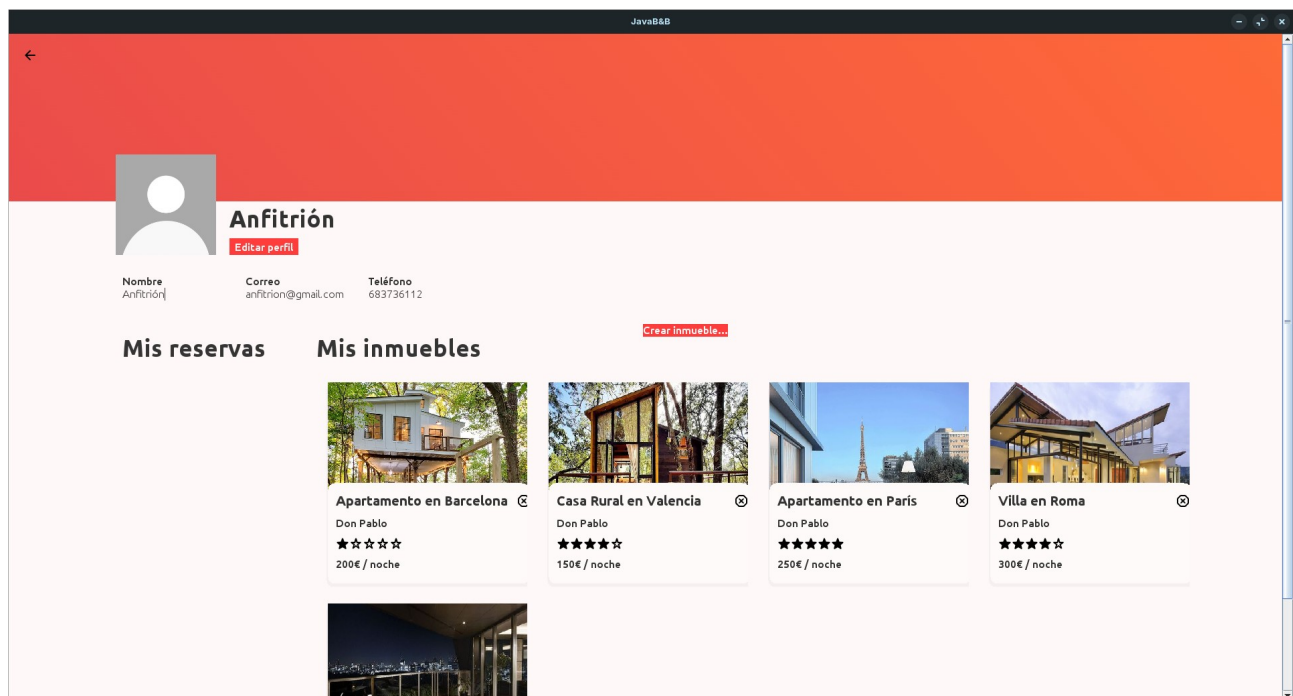 JavaB&B
Anfitrión
Editar perfil
Nombre Correo Teléfono
Anfitrión anfitrion@gmail.com 683736112
Crear inmueble...
Mis reservas Mis inmuebles
Apartamento en Barcelona Casa Rural en Valencia Apartamento en París Villa en Roma
Don Pablo Don Pablo Don Pablo Don Pablo
200€ / noche 150€ / noche 250€ / noche 300€ / noche